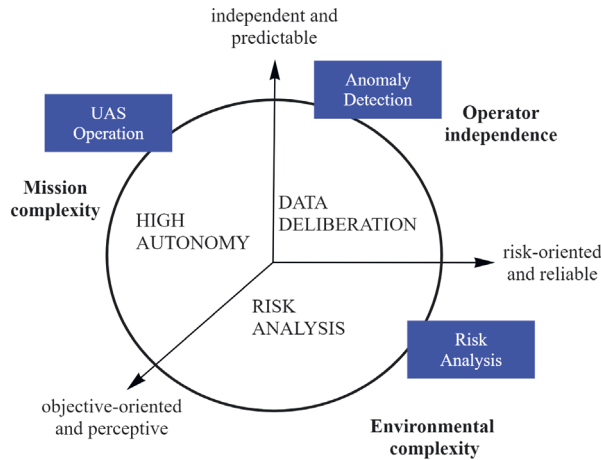 independent and
predictable
UAS
Operation
Anomaly
Detection
Operator
independence
Mission
complexity
HIGH
AUTONOMY
DATA
DELIBERATION
risk-oriented
and reliable
RISK
ANALYSIS
Risk
Analysis
objective-oriented
and perceptive
Environmental
complexity